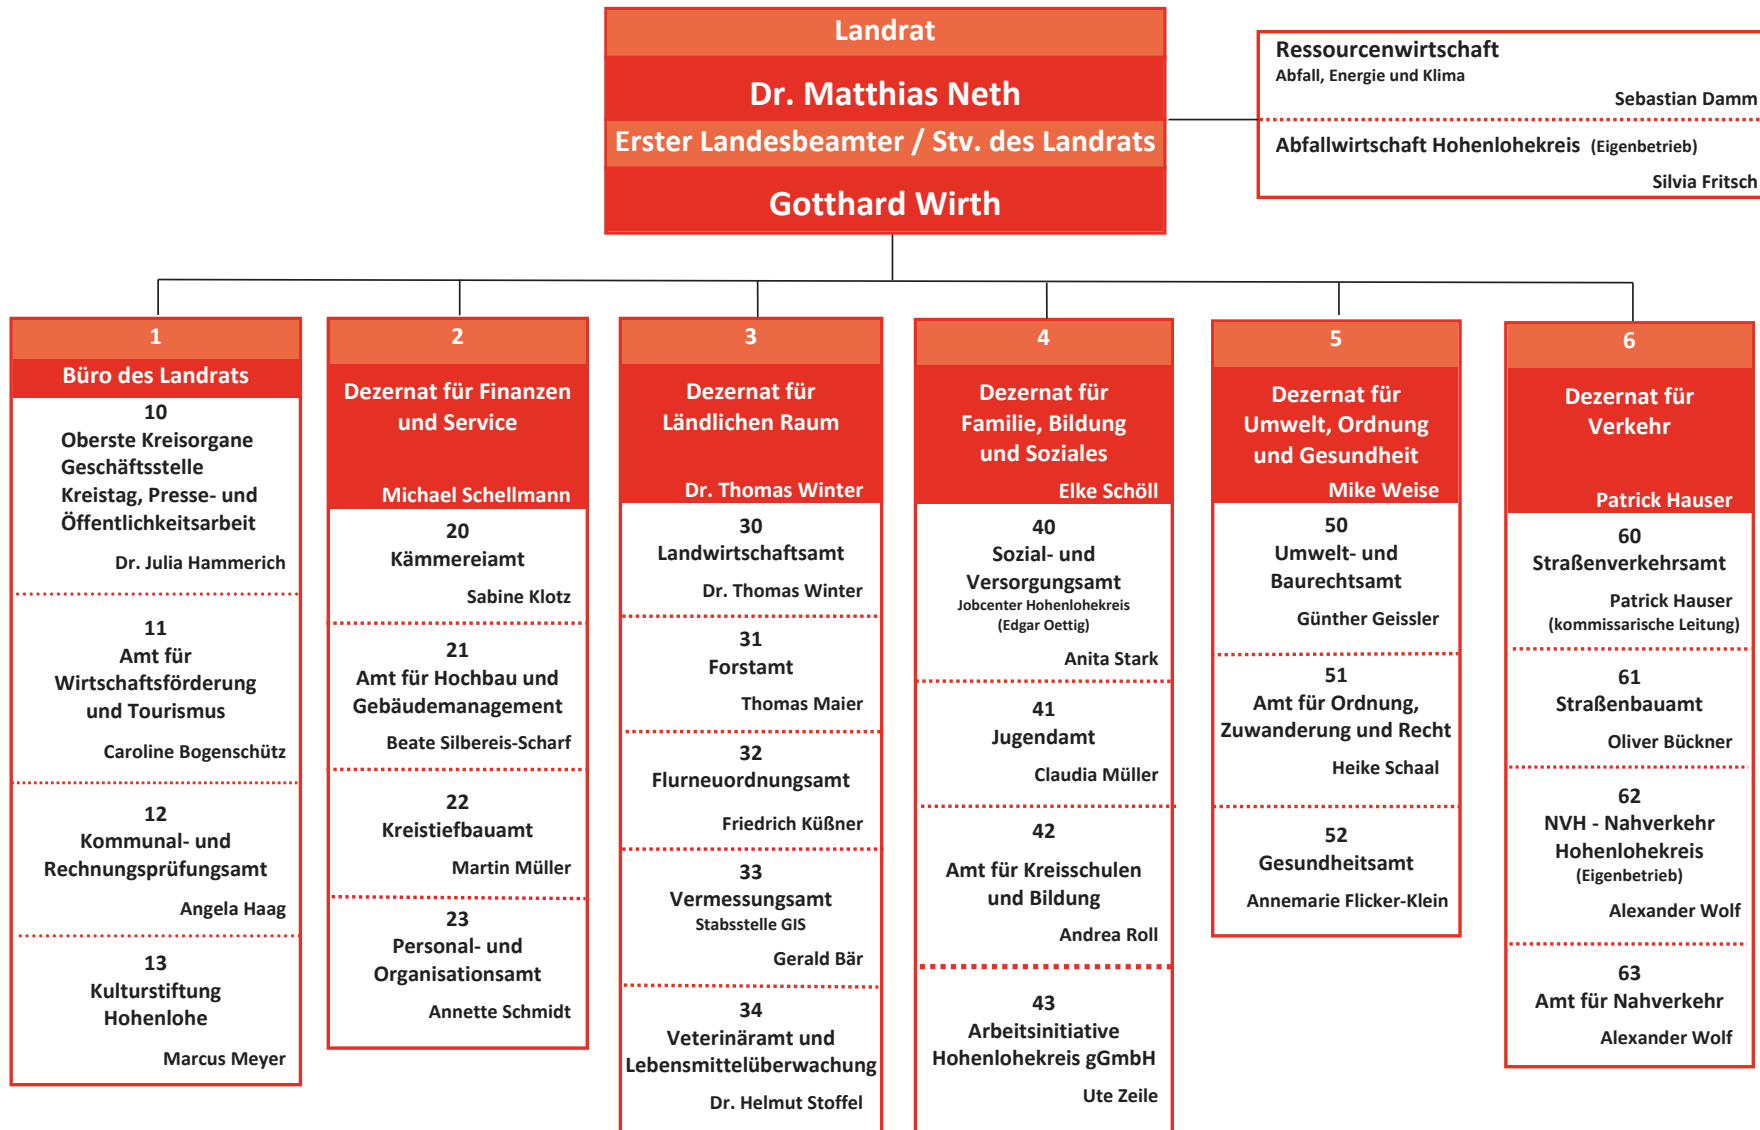 Landrat
Dr. Matthias Neth
Erster Landesbeamter / Stv. des Landrats
Gotthard Wirth
Ressourcenwirtschaft
Abfall, Energie und Klima
Sebastian Damm
Abfallwirtschaft Hohenlohekreis (Eigenbetrieb)
Silvia Fritsch
1
Büro des Landrats
10
Oberste Kreisorgane
Geschäftsstelle
Kreistag, Presse- und
Öffentlichkeitsarbeit
Dr. Julia Hammerich
11
Amt für
Wirtschaftsförderung
und Tourismus
Caroline Bogenschütz
12
Kommunal- und
Rechnungsprüfungsamt
Angela Haag
13
Kulturstiftung
Hohenlohe
Marcus Meyer
2
Dezernat für Finanzen
und Service
Michael Schellmann
20
Kämmereiamt
Sabine Klotz
21
Amt für Hochbau und
Gebäudemanagement
Beate Silbereis-Scharf
22
Kreistiefbauamt
Martin Müller
23
Personal- und
Organisationsamt
Annette Schmidt
3
Dezernat für
Ländlichen Raum
Dr. Thomas Winter
30
Landwirtschaftsamt
Dr. Thomas Winter
31
Forstamt
Thomas Maier
32
Flurneuordnungsamt
Friedrich Küßner
33
Vermessungsamt
Stabsstelle GIS
Gerald Bär
34
Veterinäramt und
Lebensmittelüberwachung
Dr. Helmut Stoffel
4
Dezernat für
Familie, Bildung
und Soziales
Elke Schöll
40
Sozial- und
Versorgungsamt
Jobcenter Hohenlohekreis
(Edgar Oettig)
Anita Stark
41
Jugendamt
Claudia Müller
42
Amt für Kreisschulen
und Bildung
Andrea Roll
43
Arbeitsinitiative
Hohenlohekreis gGmbH
Ute Zeile
5
Dezernat für
Umwelt, Ordnung
und Gesundheit
Mike Weise
50
Umwelt- und
Baurechtsamt
Günther Geissler
51
Amt für Ordnung,
Zuwanderung und Recht
Heike Schaal
52
Gesundheitsamt
Annemarie Flicker-Klein
6
Dezernat für
Verkehr
Patrick Hauser
60
Straßenverkehrsamt
Patrick Hauser
(kommissarische Leitung)
61
Straßenbauamt
Oliver Bückner
62
NVH - Nahverkehr
Hohenlohekreis
(Eigenbetrieb)
Alexander Wolf
63
Amt für Nahverkehr
Alexander Wolf